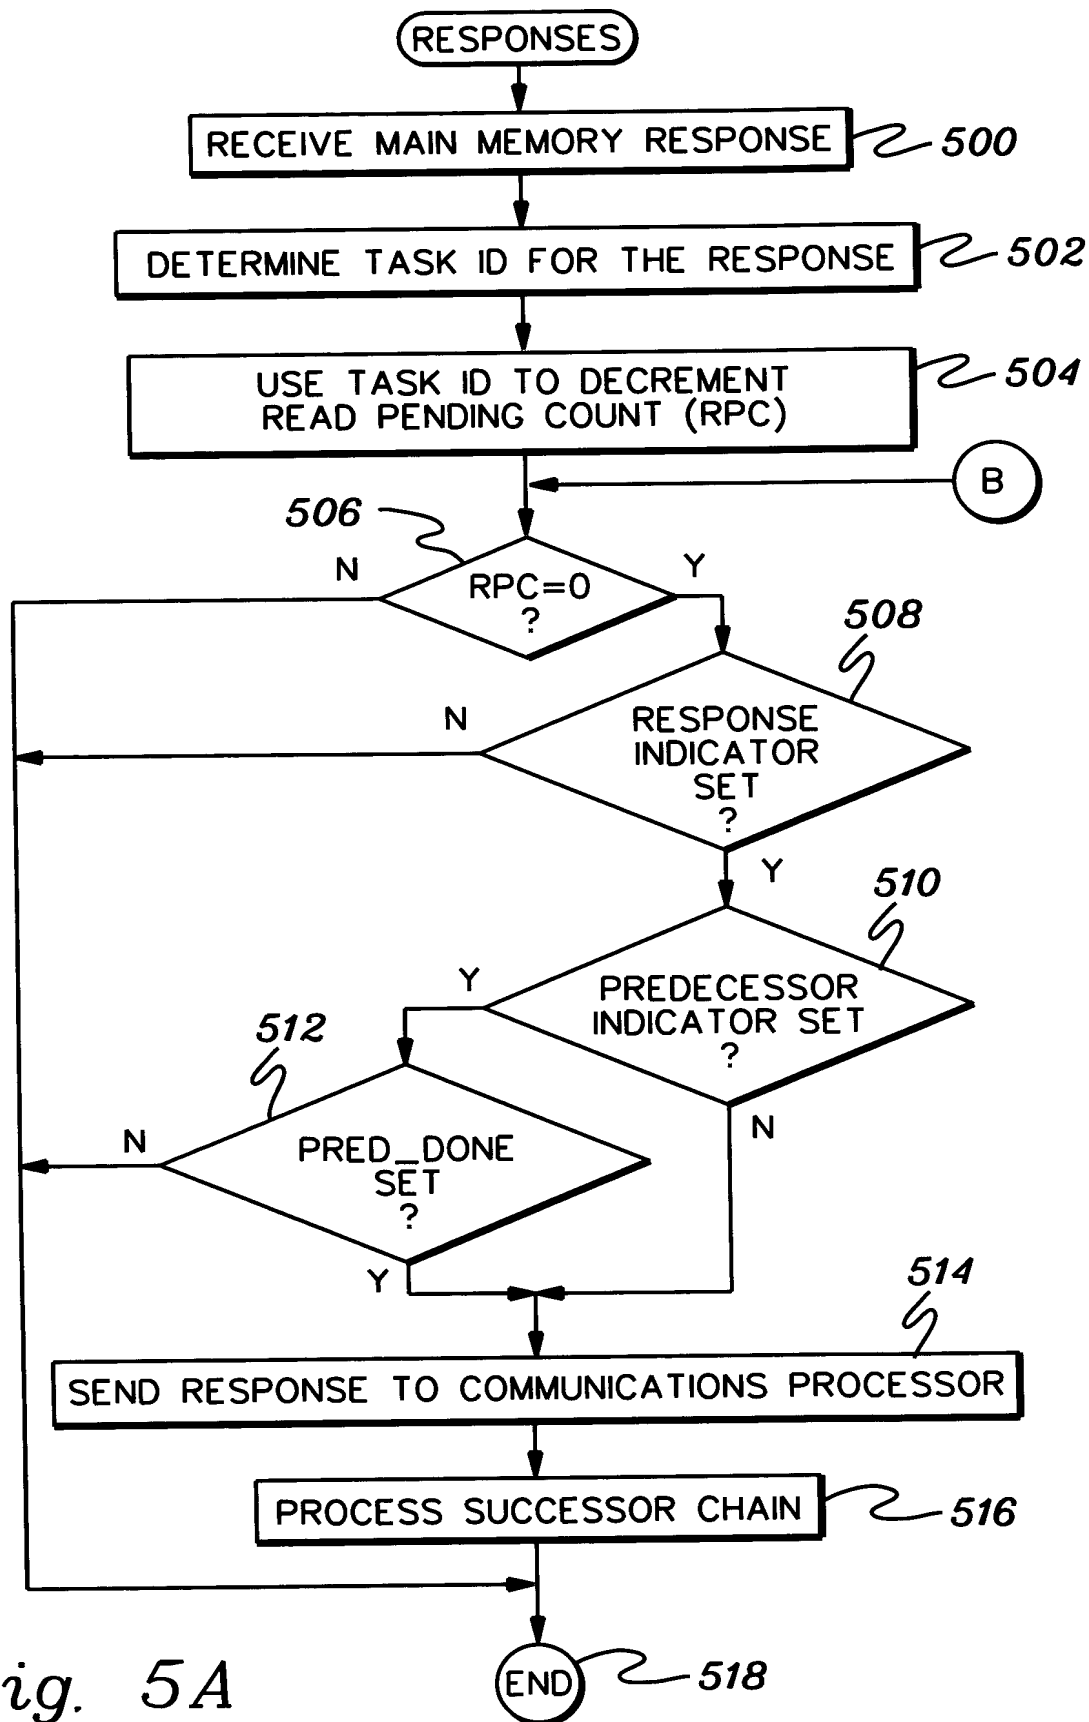 RESPONSES
RECEIVE MAIN MEMORY RESPONSE
500
DETERMINE TASK ID FOR THE RESPONSE
502
USE TASK ID TO DECREMENT
READ PENDING COUNT (RPC)
504
B
506
N
RPC=0
?
Y
508
N
RESPONSE
INDICATOR
SET
?
Y
510
Y
PREDECESSOR
INDICATOR SET
?
N
512
N
PRED_DONE
SET
?
Y
514
SEND RESPONSE TO COMMUNICATIONS PROCESSOR
PROCESS SUCCESSOR CHAIN
516
END
518
ig. 5A